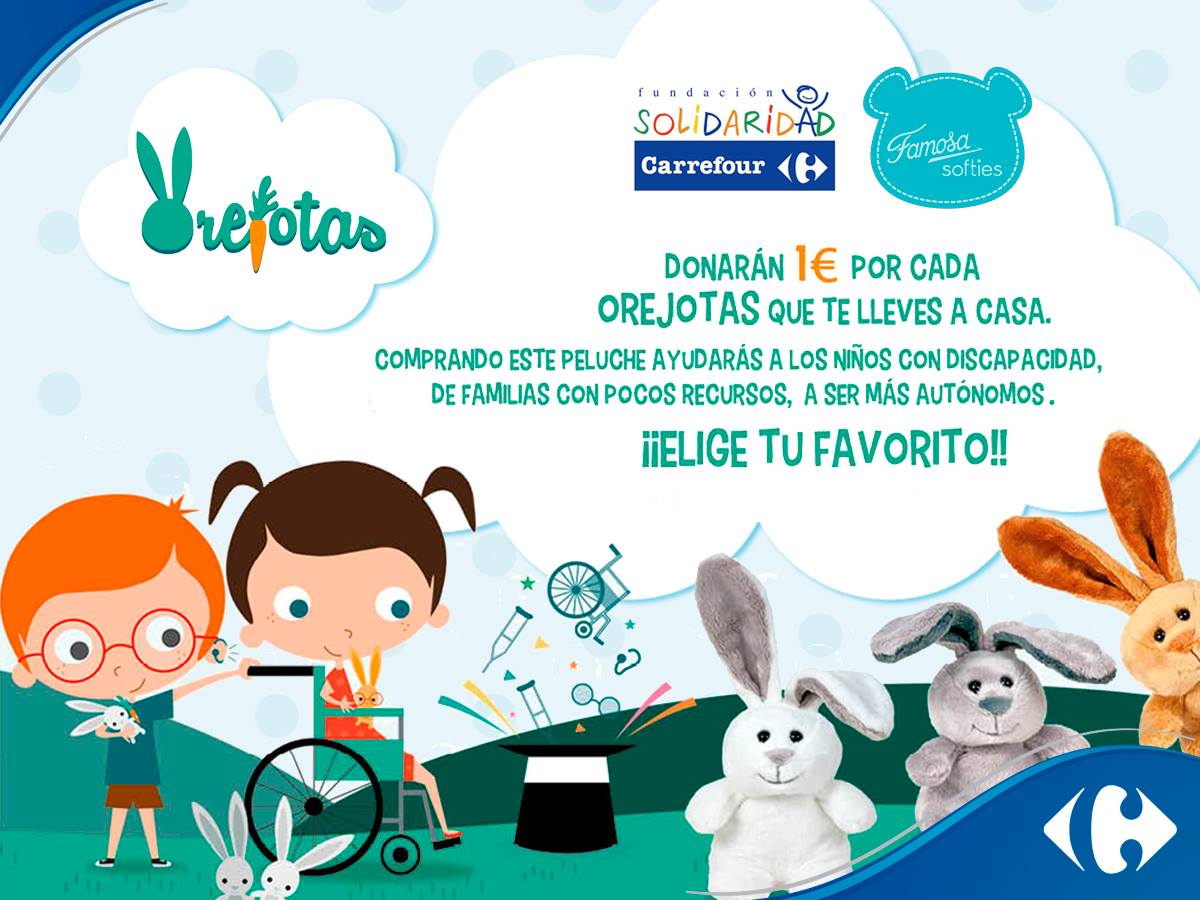 Orejotas
fundación
SOLIDARIDAD
Carrefour
Famosa
softies
DONARÁN 1€ POR CADA
OREJOTAS QUE TE LLEVES A CASA.
COMPRANDO ESTE PELUCHE AYUDARÁS A LOS NIÑOS CON DISCAPACIDAD,
DE FAMILIAS CON POCOS RECURSOS, A SER MÁS AUTÓNOMOS.
¡¡ELIGE TU FAVORITO!!